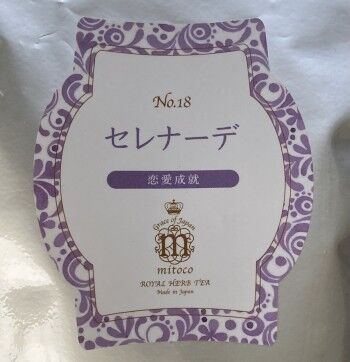 No.18
セレナーデ
恋愛成就
Grace of Japan
m
mitoco
ROYAL HERB TEA
Made in Japan